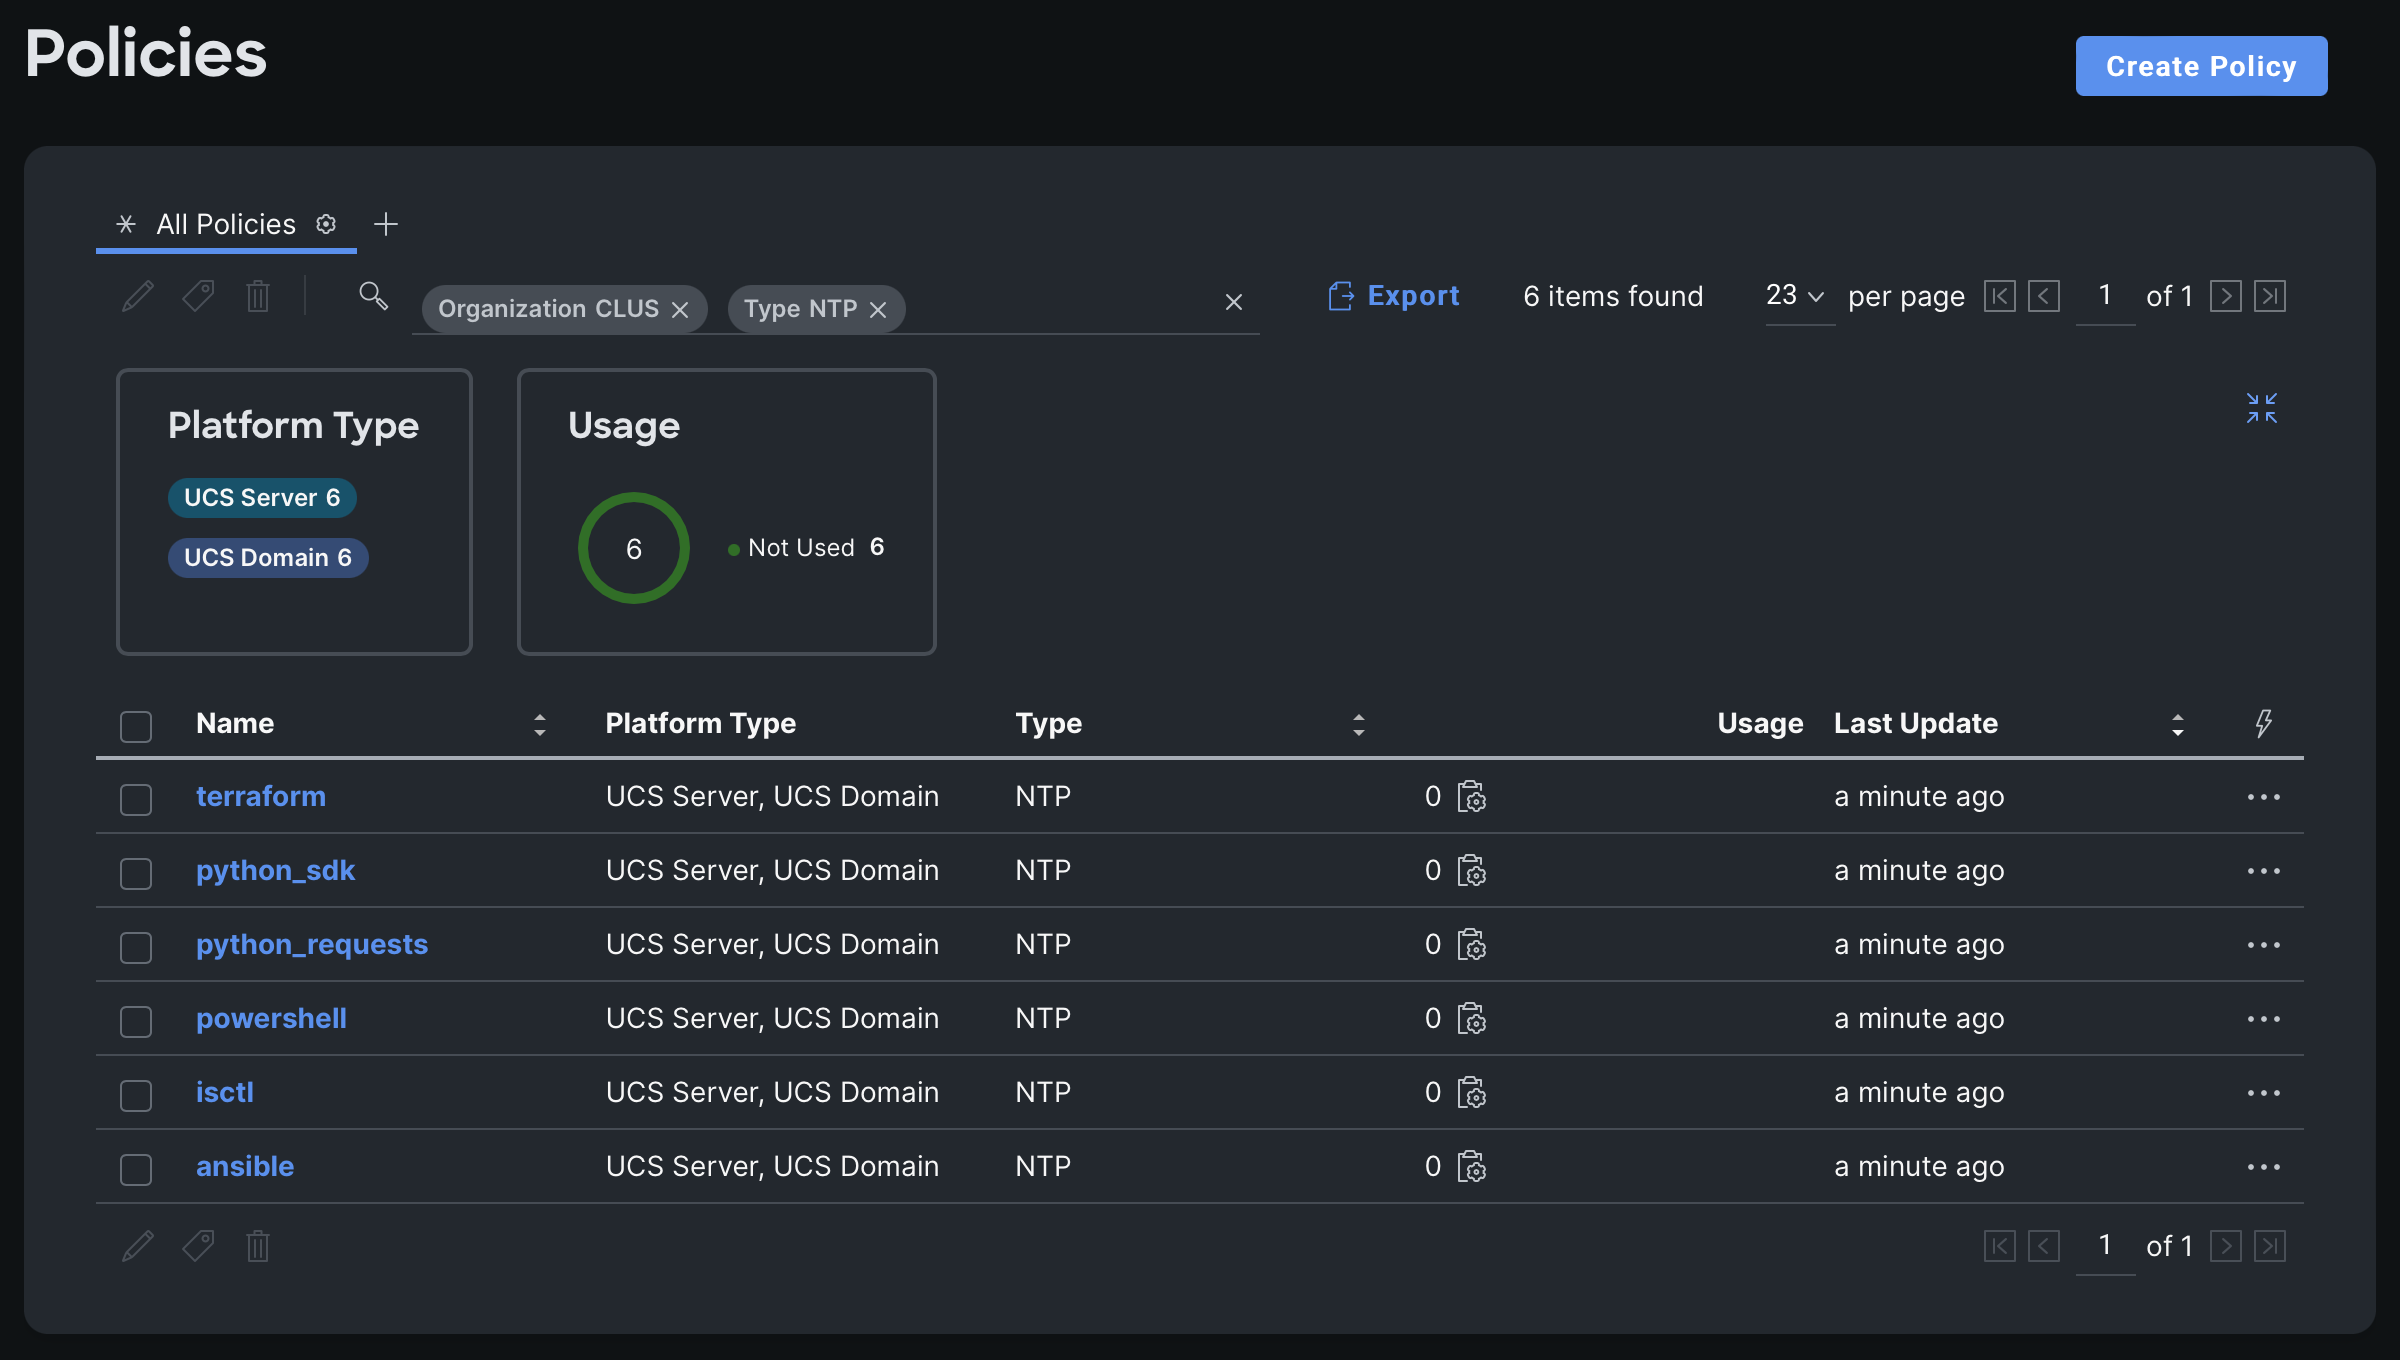 Policies
Create Policy
All Policies
Organization CLUS Type NTP Export 6 items found 23 per page 1 of 1
Platform Type
UCS Server 6
UCS Domain 6
Usage
6
Not Used 6
Name Platform Type Type Usage Last Update
terraform UCS Server, UCS Domain NTP 0 a minute ago
python_sdk UCS Server, UCS Domain NTP 0 a minute ago
python_requests UCS Server, UCS Domain NTP 0 a minute ago
powershell UCS Server, UCS Domain NTP 0 a minute ago
isctl UCS Server, UCS Domain NTP 0 a minute ago
ansible UCS Server, UCS Domain NTP 0 a minute ago
1 of 1